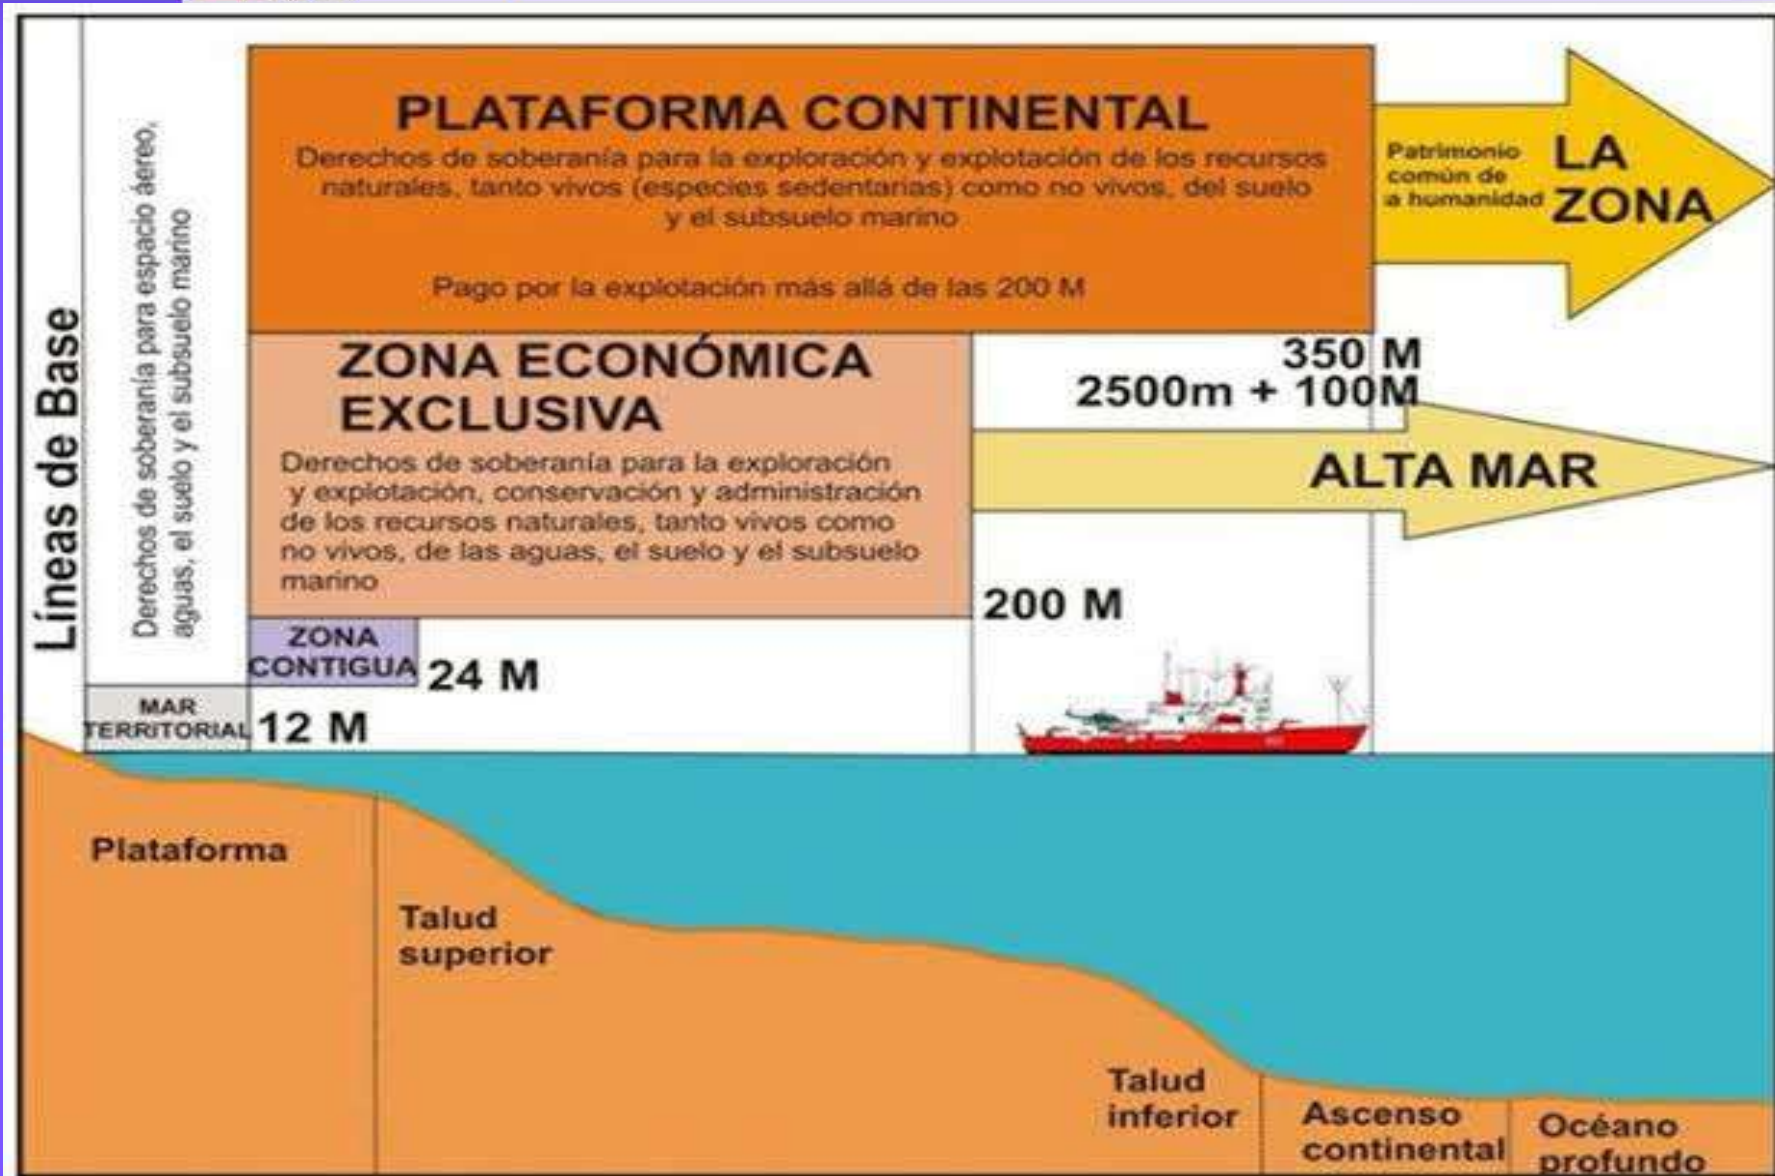 Líneas de Base
Derechos de soberanía para espacio áereo,
aguas, el suelo y el subsuelo marino
PLATAFORMA CONTINENTAL
Derechos de soberanía para la exploración y explotación de los recursos
naturales, tanto vivos (especies sedentarias) como no vivos, del suelo
y el subsuelo marino
Pago por la explotación más allá de las 200 M
Patrimonio
común de
a humanidad
LA
ZONA
ZONA ECONÓMICA
EXCLUSIVA
Derechos de soberanía para la exploración
y explotación, conservación y administración
de los recursos naturales, tanto vivos como
no vivos, de las aguas, el suelo y el subsuelo
marino
350 M
2500m + 100M
ALTA MAR
200 M
ZONA
CONTIGUA
24 M
MAR
TERRITORIAL
12 M
Plataforma
Talud
superior
Talud
inferior
Ascenso
continental
Océano
profundo